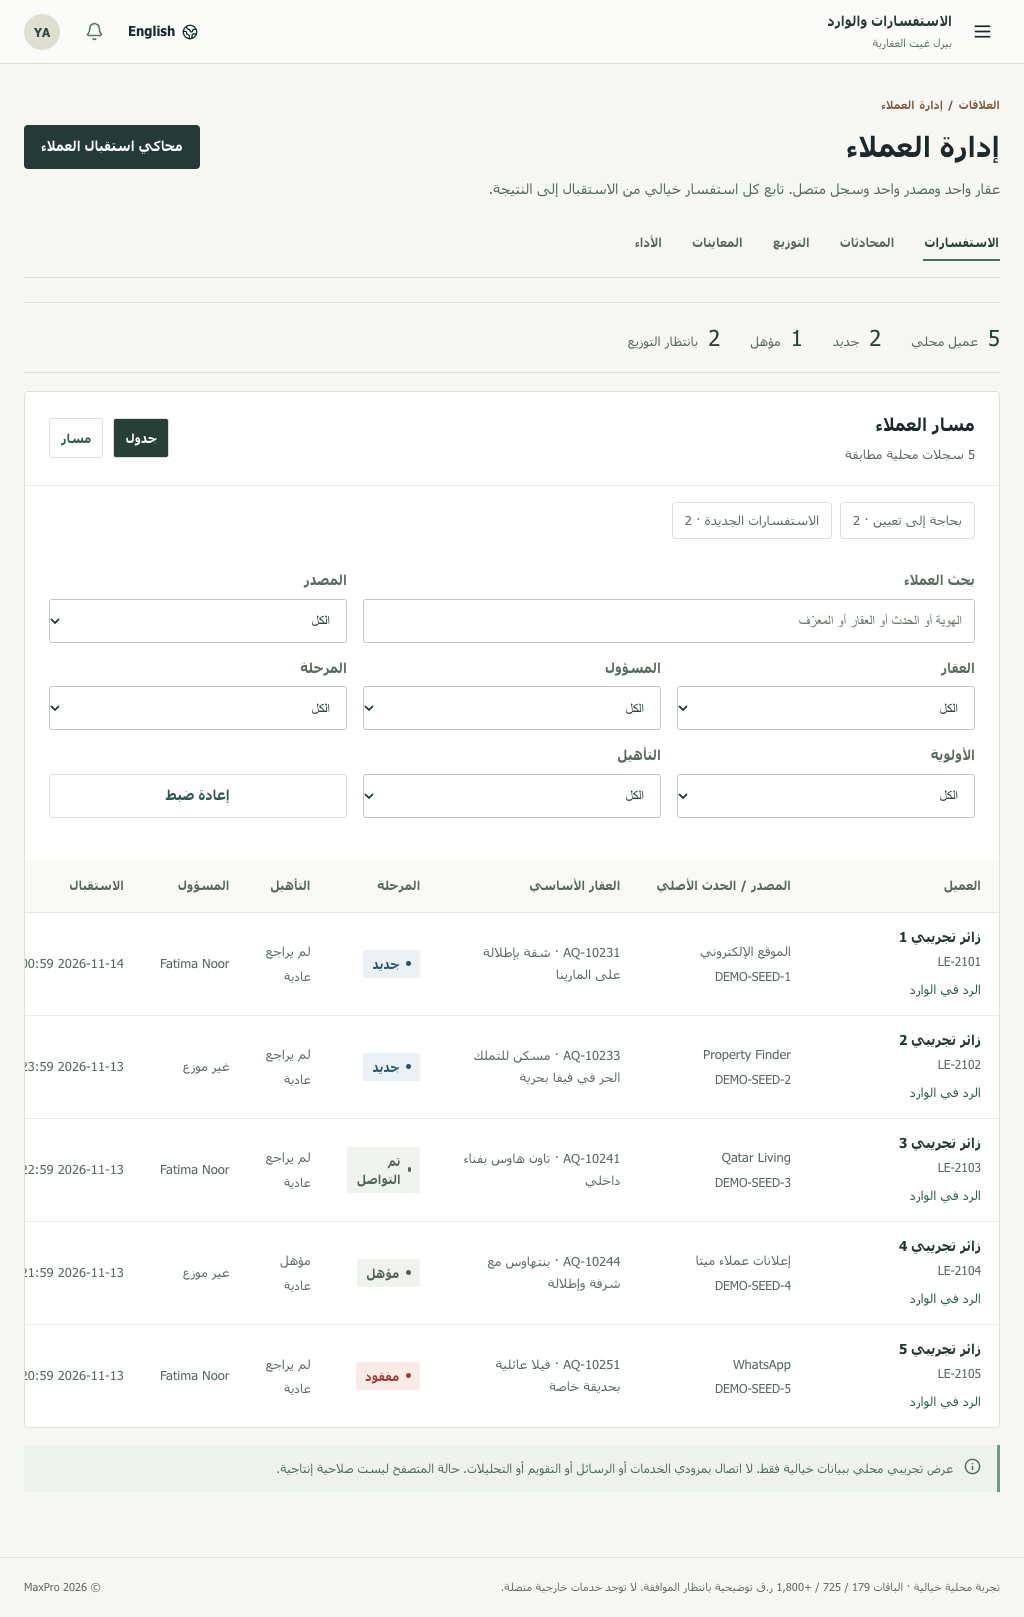 الاستفسارات والوارد
بيرل غيت العقارية
English
YA
العلاقات / إدارة العملاء
إدارة العملاء
محاكي استقبال العملاء
عقار واحد ومصدر واحد وسجل متصل. تابع كل استفسار خيالي من الاستقبال إلى النتيجة.
الاستفسارات المحادثات التوزيع المعاينات الأداء
5 عميل محلي 2 جديد 1 مؤهل 2 بانتظار التوزيع
مسار العملاء
5 سجلات محلية مطابقة
جدول مسار
بحاجة إلى تعيين · 2 الاستفسارات الجديدة · 2
بحث العملاء المصدر
الهوية أو الحدث أو العقار أو المعرّف الكل
العقار المسؤول المرحلة
الكل الكل الكل
الأولوية التأهيل
الكل الكل إعادة ضبط
العميل المصدر / الحدث الأصلي العقار الأساسي المرحلة التأهيل المسؤول الاستقبال
زائر تجريبي 1
LE-2101
الرد في الوارد
الموقع الإلكتروني
DEMO-SEED-1
AQ-10231 · شقة بإطلالة
على المارينا
جديد
لم يراجع
عادية
Fatima Noor
2026-11-14
زائر تجريبي 2
LE-2102
الرد في الوارد
Property Finder
DEMO-SEED-2
AQ-10233 · مسكن للتملك
الحر في فيفا بحرية
جديد
لم يراجع
عادية
غير موزع
2026-11-13
زائر تجريبي 3
LE-2103
الرد في الوارد
Qatar Living
DEMO-SEED-3
AQ-10241 · تاون هاوس بفناء
داخلي
تم
التواصل
لم يراجع
عادية
Fatima Noor
2026-11-13
زائر تجريبي 4
LE-2104
الرد في الوارد
إعلانات عملاء ميتا
DEMO-SEED-4
AQ-10244 · بنتهاوس مع
شرفة وإطلالة
مؤهل
مؤهل
عادية
غير موزع
2026-11-13
زائر تجريبي 5
LE-2105
الرد في الوارد
WhatsApp
DEMO-SEED-5
AQ-10251 · فيلا عائلية
بحديقة خاصة
مفقود
لم يراجع
عادية
Fatima Noor
2026-11-13
عرض تجريبي محلي ببيانات خيالية فقط. لا اتصال بمزودي الخدمات أو الرسائل أو التقويم أو التحليلات. حالة المتصفح ليست صلاحية إنتاجية.
تجربة محلية خيالية · الباقات 179 / 725 / +1,800 ر.ق توضيحية بانتظار الموافقة. لا توجد خدمات خارجية متصلة.
© 2026 MaxPro